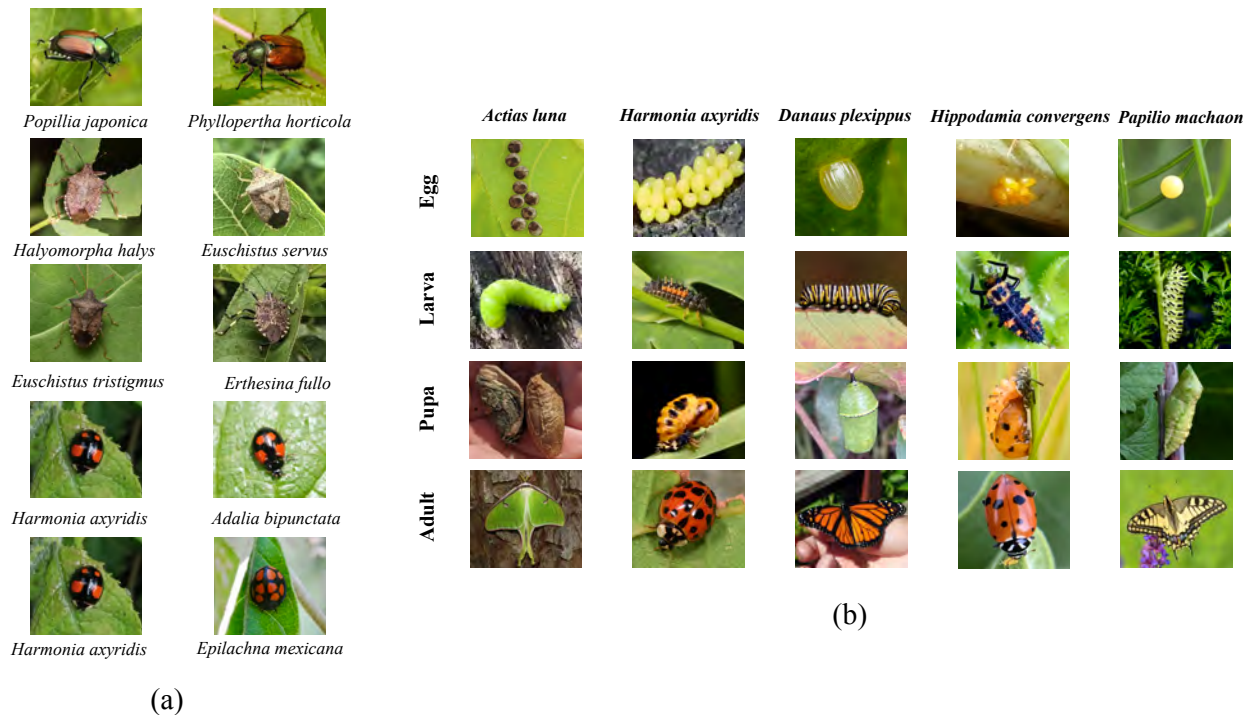 Popillia japonica Phyllopertha horticola
Halyomorpha halys Euschistus servus
Euschistus tristigmus Erthesina fullo
Harmonia axyridis Adalia bipunctata
Harmonia axyridis Epilachna mexicana
(a)
Actias luna Harmonia axyridis Danaus plexippus Hippodamia convergens Papilio machaon
Egg
Larva
Pupa
Adult
(b)